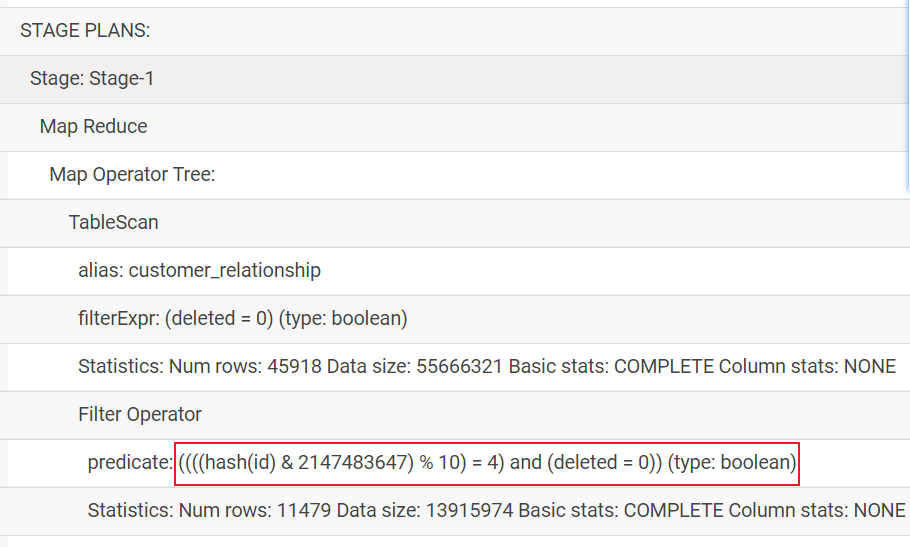 STAGE PLANS:
Stage: Stage-1
Map Reduce
Map Operator Tree:
TableScan
alias: customer_relationship
filterExpr: (deleted = 0) (type: boolean)
Statistics: Num rows: 45918 Data size: 55666321 Basic stats: COMPLETE Column stats: NONE
Filter Operator
predicate: ((((hash(id) & 2147483647) % 10) = 4) and (deleted = 0)) (type: boolean)
Statistics: Num rows: 11479 Data size: 13915974 Basic stats: COMPLETE Column stats: NONE